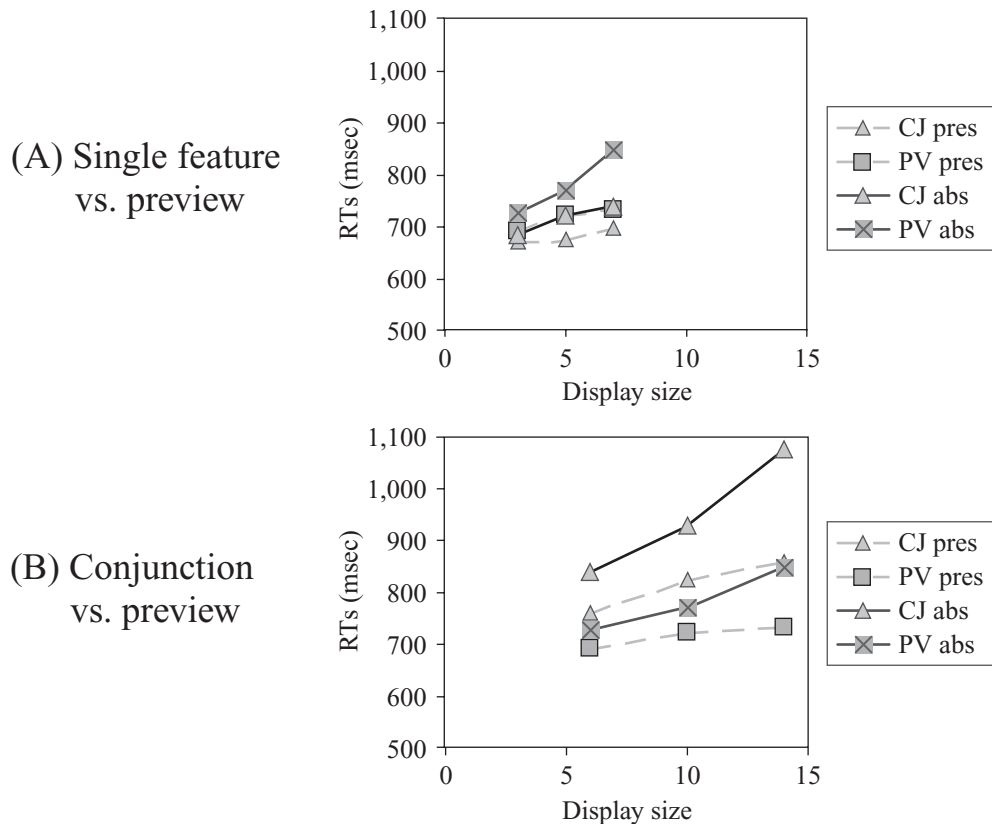 (A) Single feature
vs. preview
RTs (msec)
1,100
1,000
900
800
700
600
500
0
5
10
15
Display size
CJ pres
PV pres
CJ abs
PV abs
(B) Conjunction
vs. preview
RTs (msec)
1,100
1,000
900
800
700
600
500
0
5
10
15
Display size
CJ pres
PV pres
CJ abs
PV abs